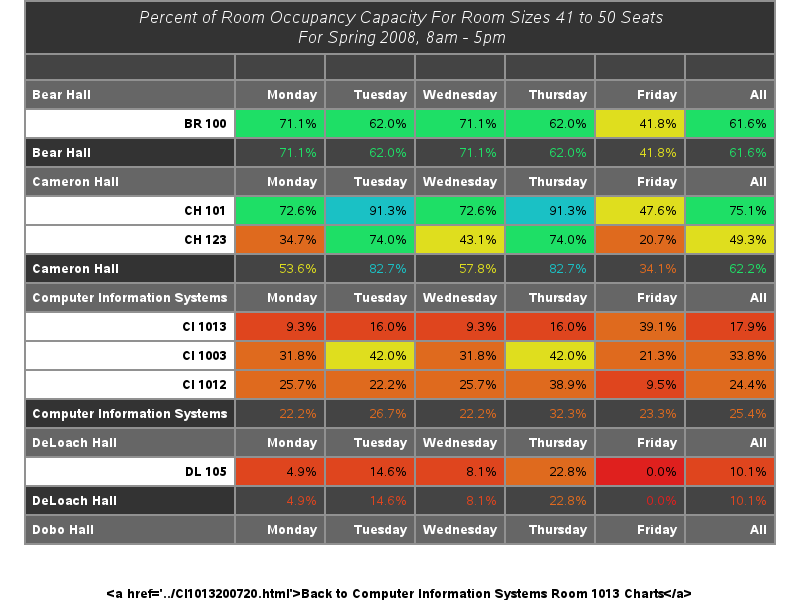 Percent of Room Occupancy Capacity For Room Sizes 41 to 50 Seats
For Spring 2008, 8am - 5pm
Bear Hall Monday Tuesday Wednesday Thursday Friday All
BR 100 71.1% 62.0% 71.1% 62.0% 41.8% 61.6%
Bear Hall 71.1% 62.0% 71.1% 62.0% 41.8% 61.6%
Cameron Hall Monday Tuesday Wednesday Thursday Friday All
CH 101 72.6% 91.3% 72.6% 91.3% 47.6% 75.1%
CH 123 34.7% 74.0% 43.1% 74.0% 20.7% 49.3%
Cameron Hall 53.6% 82.7% 57.8% 82.7% 34.1% 62.2%
Computer Information Systems Monday Tuesday Wednesday Thursday Friday All
CI 1013 9.3% 16.0% 9.3% 16.0% 39.1% 17.9%
CI 1003 31.8% 42.0% 31.8% 42.0% 21.3% 33.8%
CI 1012 25.7% 22.2% 25.7% 38.9% 9.5% 24.4%
Computer Information Systems 22.2% 26.7% 22.2% 32.3% 23.3% 25.4%
DeLoach Hall Monday Tuesday Wednesday Thursday Friday All
DL 105 4.9% 14.6% 8.1% 22.8% 0.0% 10.1%
DeLoach Hall 4.9% 14.6% 8.1% 22.8% 0.0% 10.1%
Dobo Hall Monday Tuesday Wednesday Thursday Friday All
<a href='../CI1013200720.html'>Back to Computer Information Systems Room 1013 Charts</a>